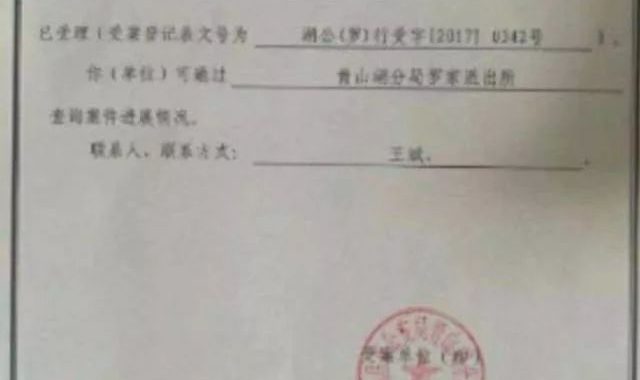 已受理(受案登记表文号为 湖公(罗)行受字[2017] 0342号 )。
你(单位)可通过 青山湖分局罗家派出所
查询案件进展情况。
联系人、联系方式: 王斌、 .
受案单位(印)